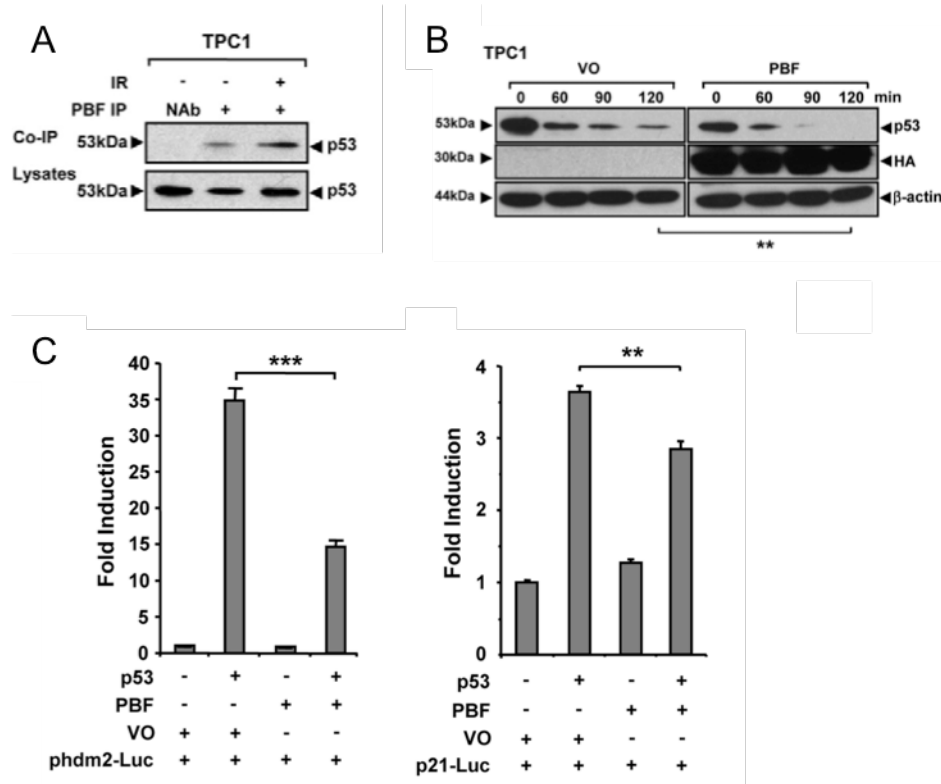 A
TPC1
IR - - +
PBF IP NAb + +
Co-IP 53kDa p53
Lysates 53kDa p53
B
TPC1
VO PBF
0 60 90 120 0 60 90 120 min
53kDa p53
30kDa HA
44kDa β-actin
**
C
40
35
30
25
20
15
10
5
0
Fold Induction
***
p53 - + - +
PBF - - + +
VO + + - -
phdm2-Luc + + + +
4
3
2
1
0
Fold Induction
**
p53 - + - +
PBF - - + +
VO + + - -
p21-Luc + + + +